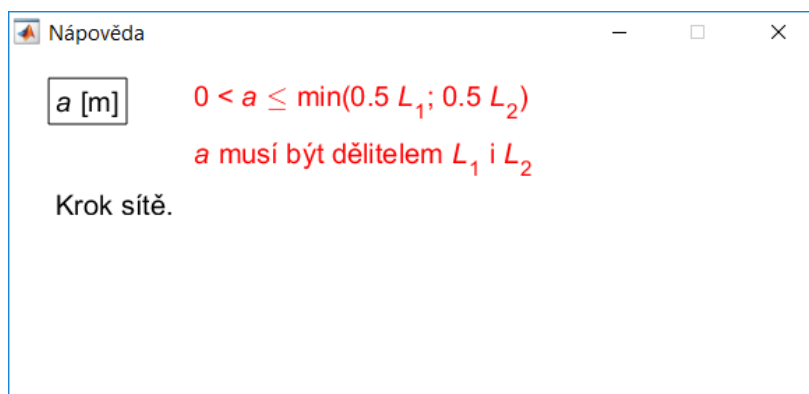 Nápověda
a [m] 0 < a ≤ min(0.5 L₁; 0.5 L₂)
a musí být dělitelem L₁ i L₂
Krok sítě.